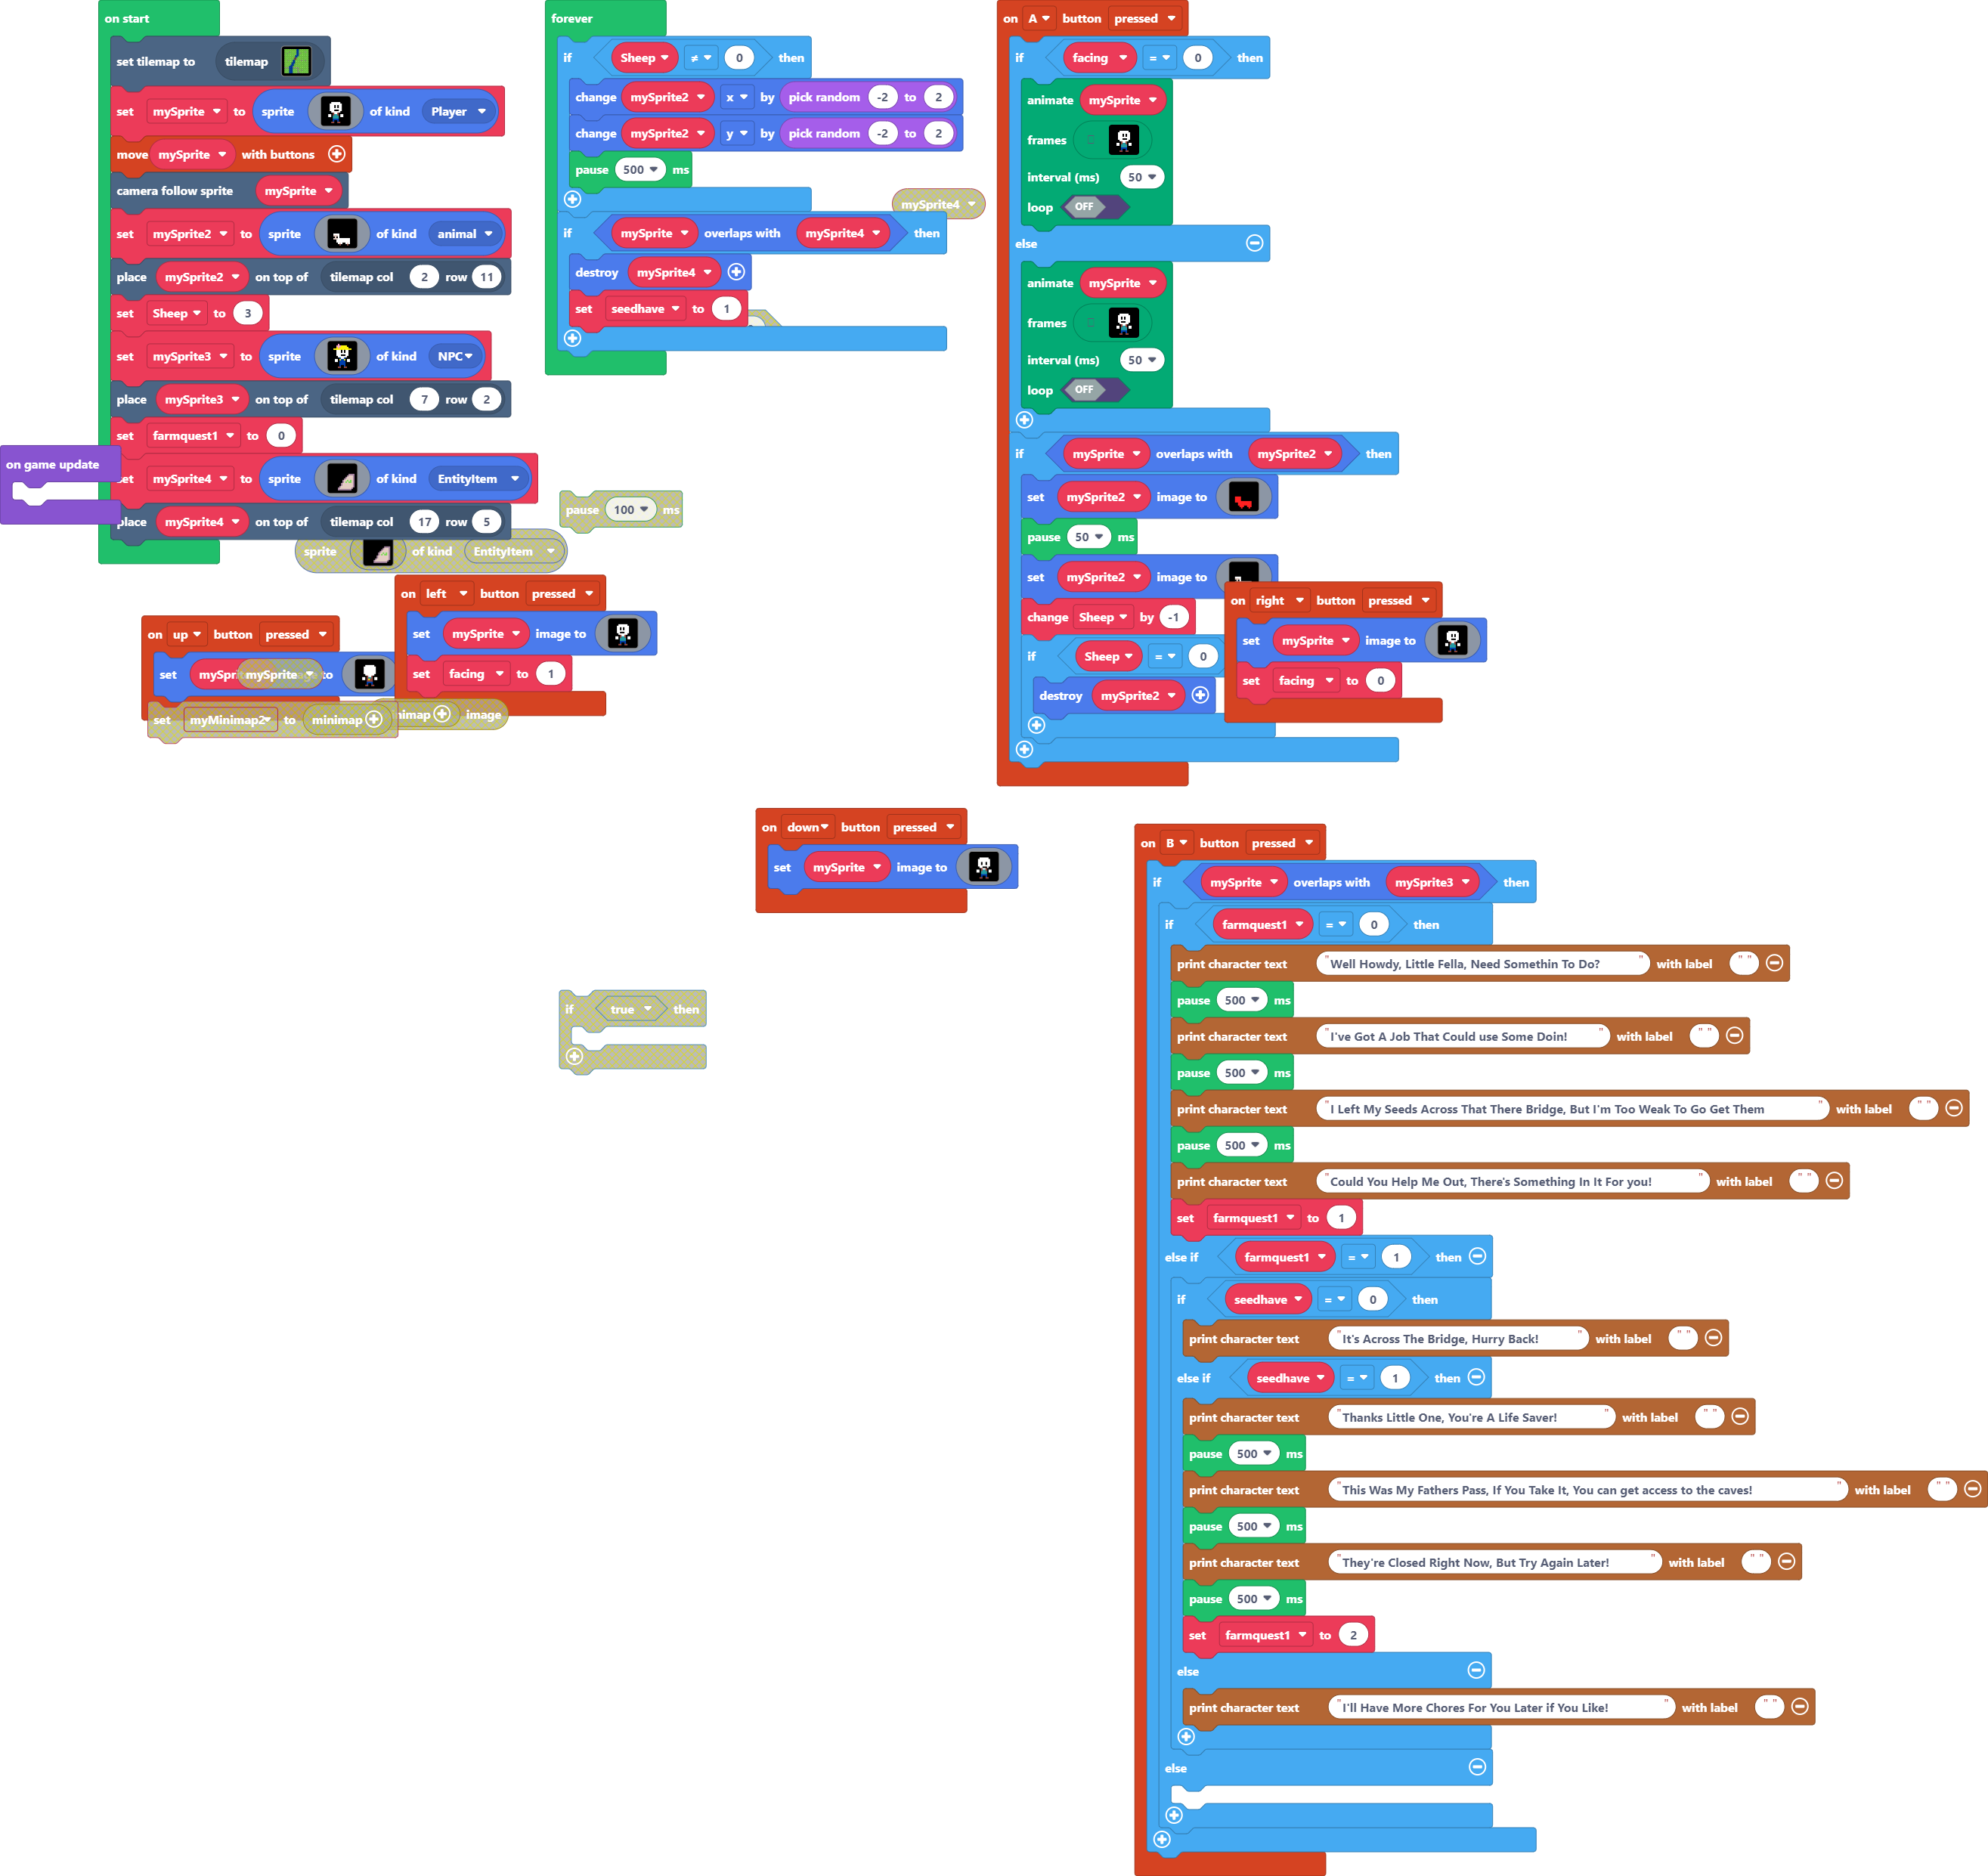 on start
set tilemap to tilemap
set mySprite to sprite of kind Player
move mySprite with buttons
camera follow sprite mySprite
set mySprite2 to sprite of kind animal
place mySprite2 on top of tilemap col 2 row 11
set Sheep to 3
set mySprite3 to sprite of kind NPC
place mySprite3 on top of tilemap col 7 row 2
set farmquest1 to 0
set mySprite4 to sprite of kind EntityItem
place mySprite4 on top of tilemap col 17 row 5
on game update
sprite of kind EntityItem
forever
if Sheep ≠ 0 then
change mySprite2 x by pick random -2 to 2
change mySprite2 y by pick random -2 to 2
pause 500 ms
mySprite4
if mySprite overlaps with mySprite4 then
destroy mySprite4
set seedhave to 1
pause 100 ms
on up button pressed
set mySprite to
set myMinimap2 to minimap
image
on left button pressed
set mySprite image to
set facing to 1
on A button pressed
if facing = 0 then
animate mySprite
frames
interval (ms) 50
loop OFF
else
animate mySprite
frames
interval (ms) 50
loop OFF
if mySprite overlaps with mySprite2 then
set mySprite2 image to
pause 50 ms
set mySprite2 image to
change Sheep by -1
if Sheep = 0
destroy mySprite2
on right button pressed
set mySprite image to
set facing to 0
on down button pressed
set mySprite image to
if true then
on B button pressed
if mySprite overlaps with mySprite3 then
if farmquest1 = 0 then
print character text "Well Howdy, Little Fella, Need Somethin To Do?" with label " "
pause 500 ms
print character text "I've Got A Job That Could use Some Doin!" with label " "
pause 500 ms
print character text "I Left My Seeds Across That There Bridge, But I'm Too Weak To Go Get Them" with label " "
pause 500 ms
print character text "Could You Help Me Out, There's Something In It For you!" with label " "
set farmquest1 to 1
else if farmquest1 = 1 then
if seedhave = 0 then
print character text "It's Across The Bridge, Hurry Back!" with label " "
else if seedhave = 1 then
print character text "Thanks Little One, You're A Life Saver!" with label " "
pause 500 ms
print character text "This Was My Fathers Pass, If You Take It, You can get access to the caves!" with label " "
pause 500 ms
print character text "They're Closed Right Now, But Try Again Later!" with label " "
pause 500 ms
set farmquest1 to 2
else
print character text "I'll Have More Chores For You Later if You Like!" with label " "
else